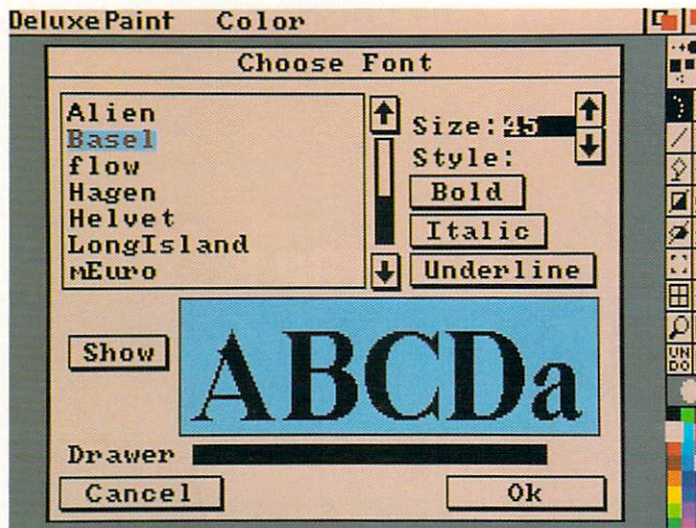 DeluxePaint Color
Choose Font
Alien
Basel
flow
Hagen
Helvet
LongIsland
mEuro
Size: 45
Style:
Bold
Italic
Underline
Show
ABCDa
Drawer
Cancel
Ok
UN
DO